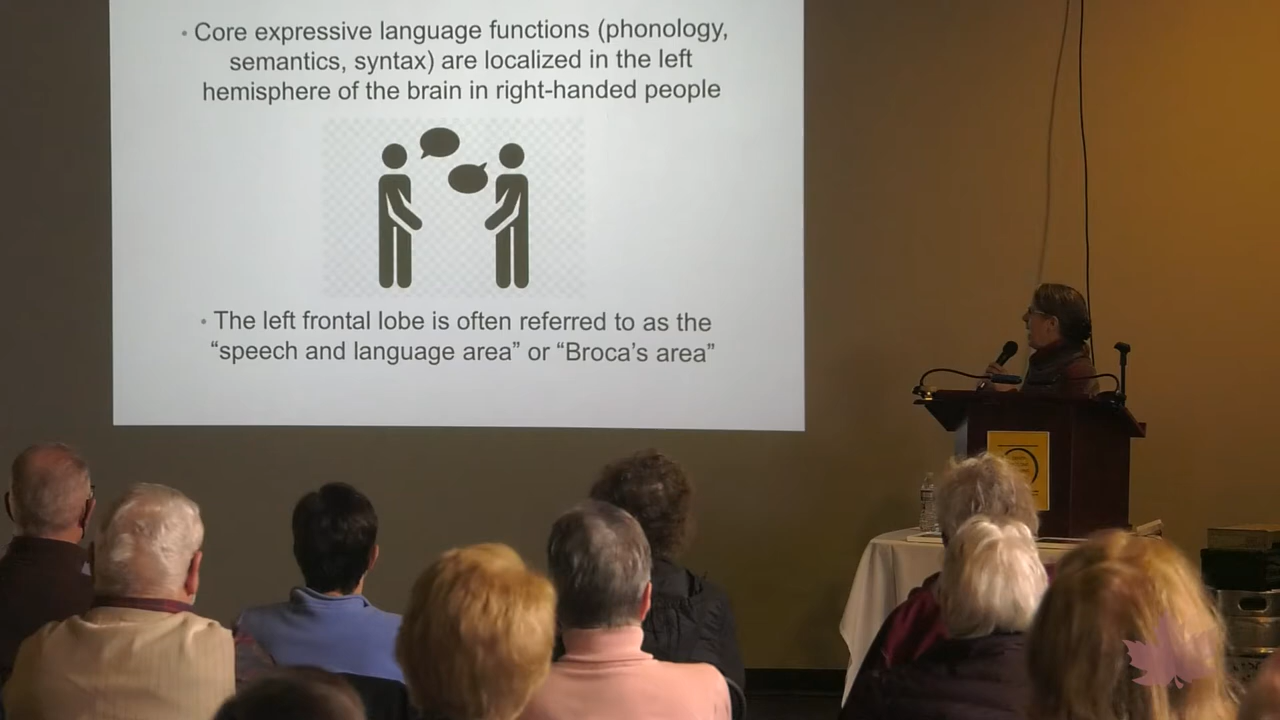 • Core expressive language functions (phonology,
semantics, syntax) are localized in the left
hemisphere of the brain in right-handed people
• The left frontal lobe is often referred to as the
“speech and language area” or “Broca’s area”